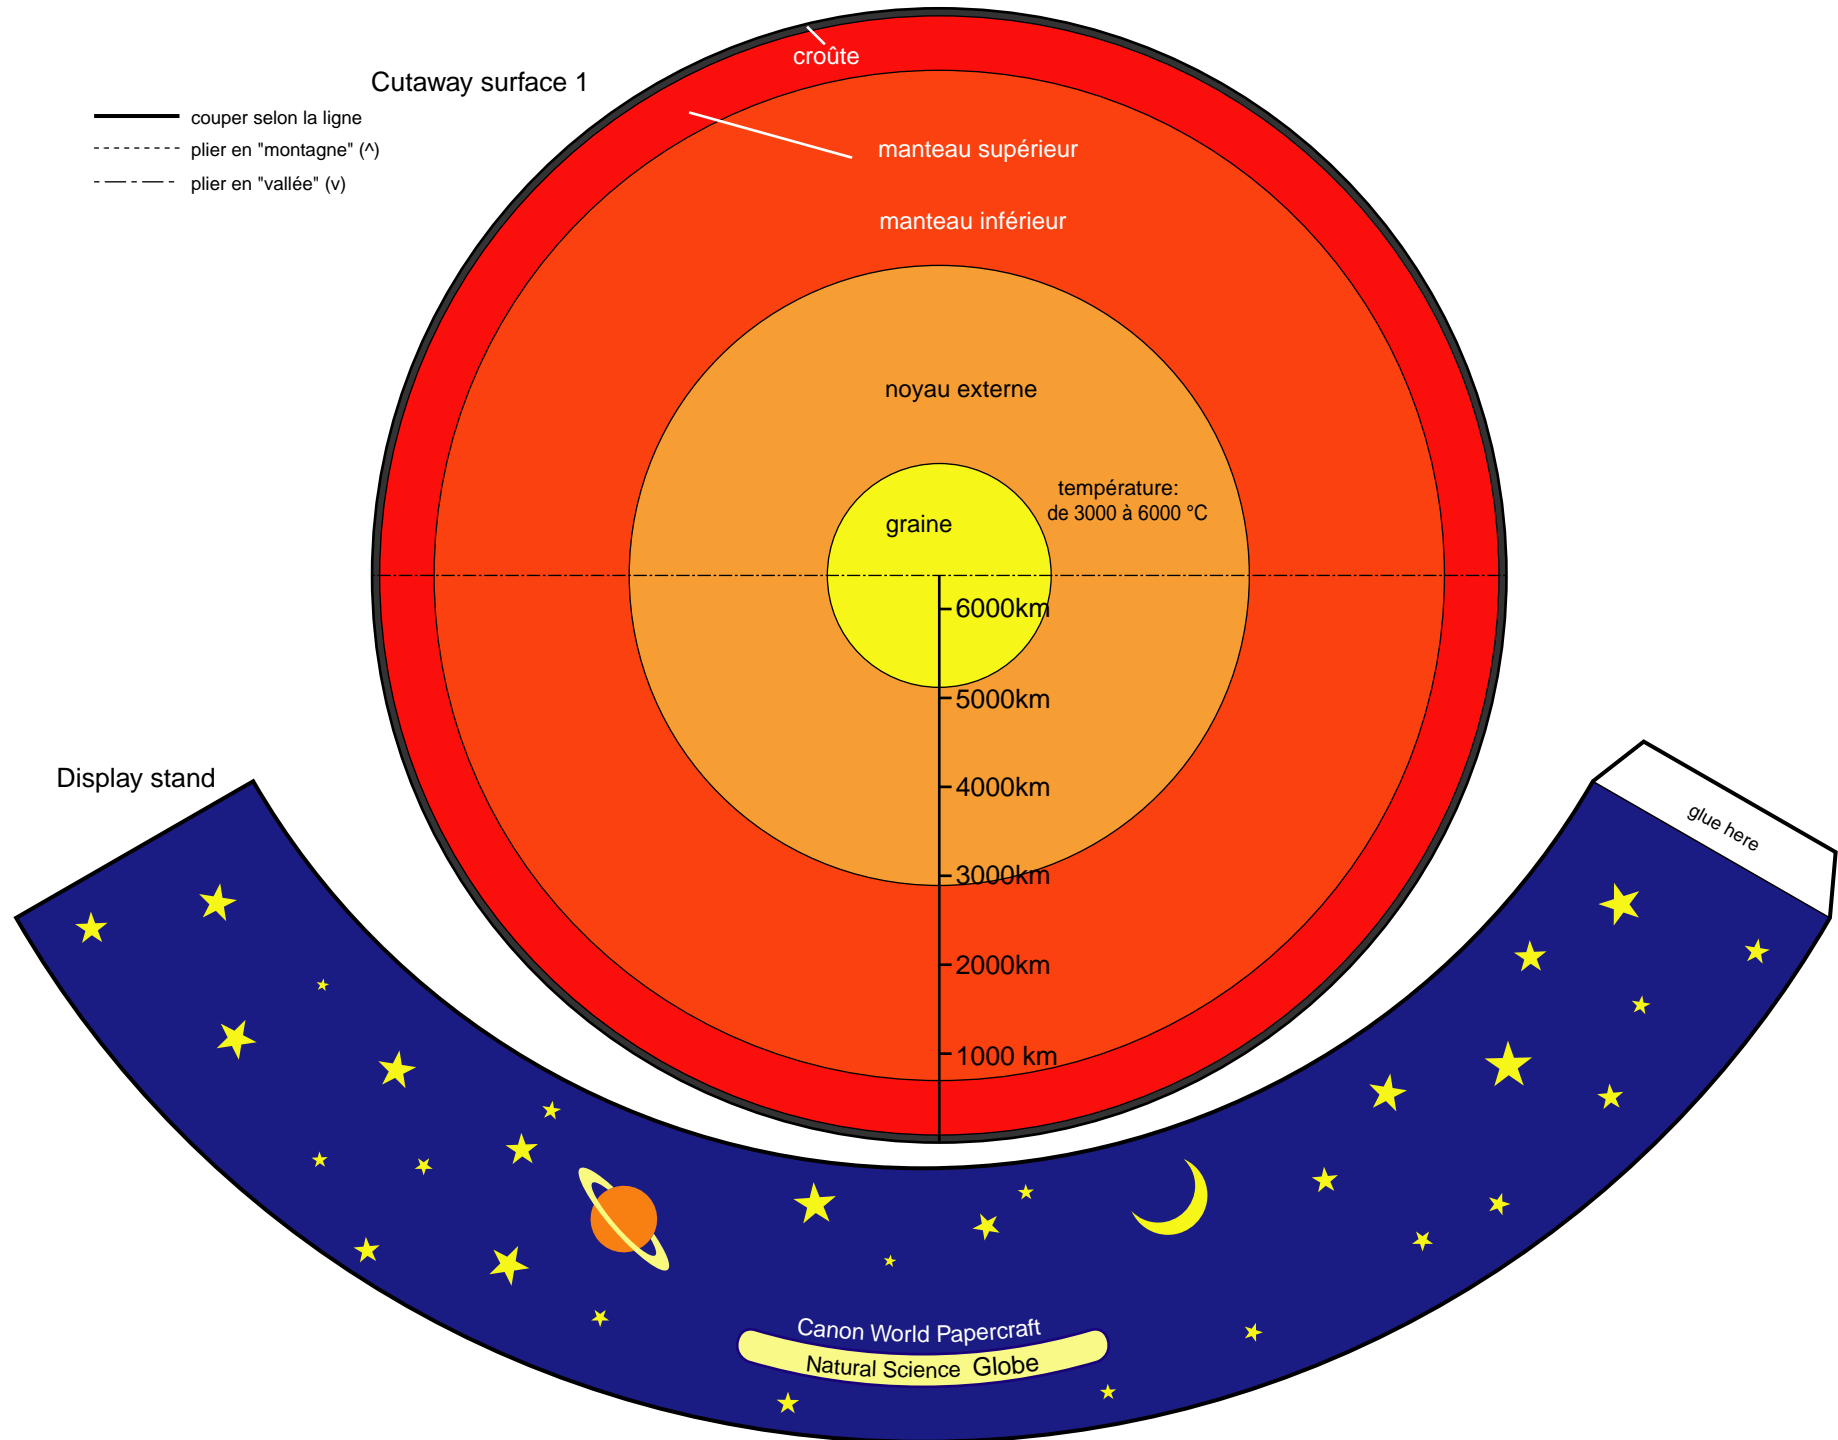 croûte
Cutaway surface 1
couper selon la ligne
plier en "montagne" (^)
plier en "vallée" (v)
manteau supérieur
manteau inférieur
noyau externe
température:
de 3000 à 6000 °C
graine
6000km
5000km
4000km
3000km
2000km
1000 km
Display stand
glue here
Canon World Papercraft
Natural Science Globe